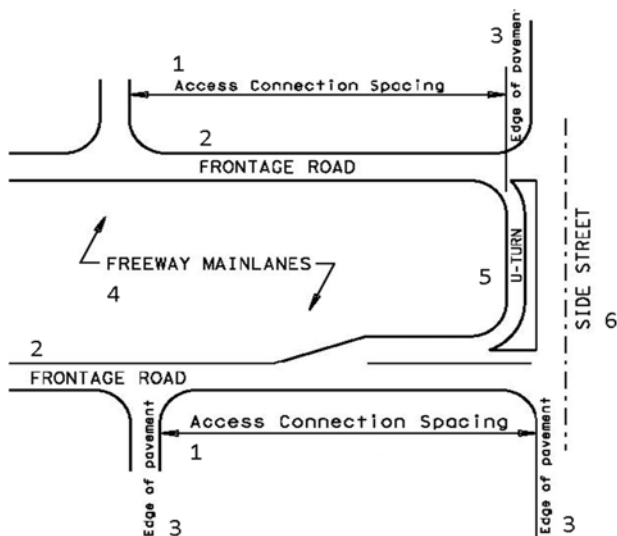 3
1
Access Connection Spacing
Edge of pavement
2
FRONTAGE ROAD
FREEWAY MAINLANES
4
5
U-TURN
SIDE STREET
6
2
FRONTAGE ROAD
Access Connection Spacing
1
Edge of pavement
3
Edge of pavement
3